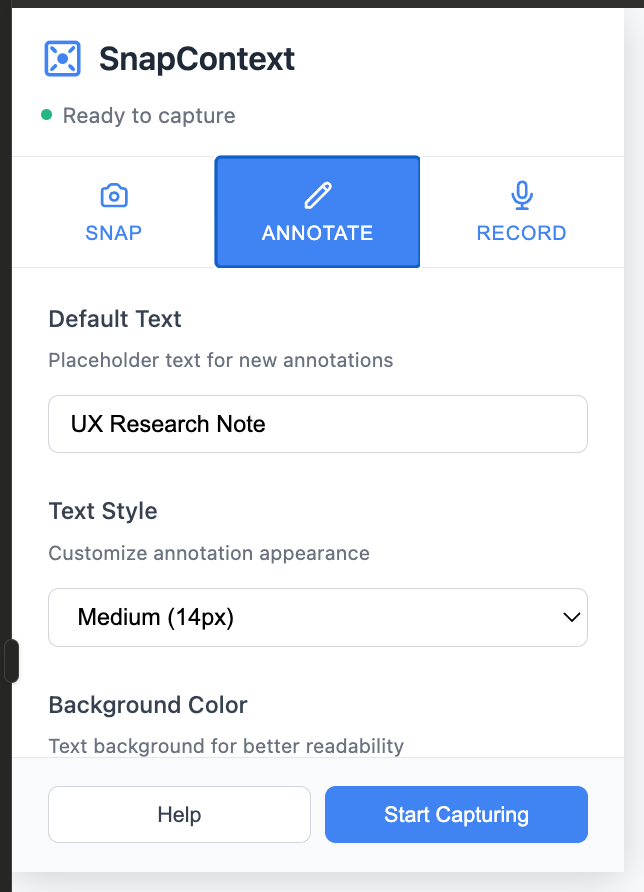 SnapContext
Ready to capture
SNAP
ANNOTATE
RECORD
Default Text
Placeholder text for new annotations
UX Research Note
Text Style
Customize annotation appearance
Medium (14px)
Background Color
Text background for better readability
Help
Start Capturing